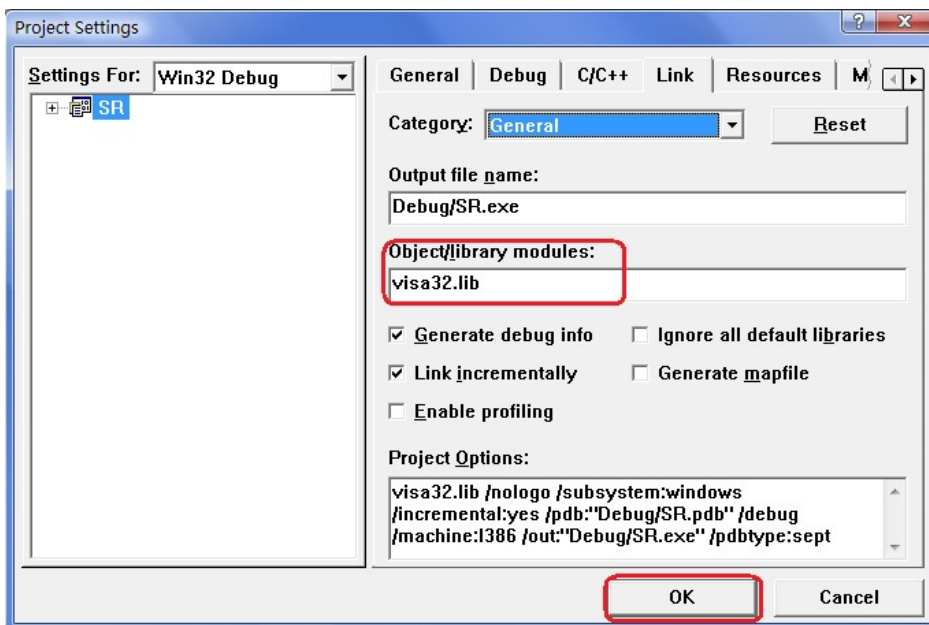 Project Settings
Settings For: Win32 Debug
SR
General Debug C/C++ Link Resources M
Category: General Reset
Output file name:
Debug/SR.exe
Object/library modules:
visa32.lib
Generate debug info Ignore all default libraries
Link incrementally Generate mapfile
Enable profiling
Project Options:
visa32.lib /nologo /subsystem:windows
/incremental:yes /pdb:"Debug/SR.pdb" /debug
/machine:I386 /out:"Debug/SR.exe" /pdbtype:sept
OK Cancel